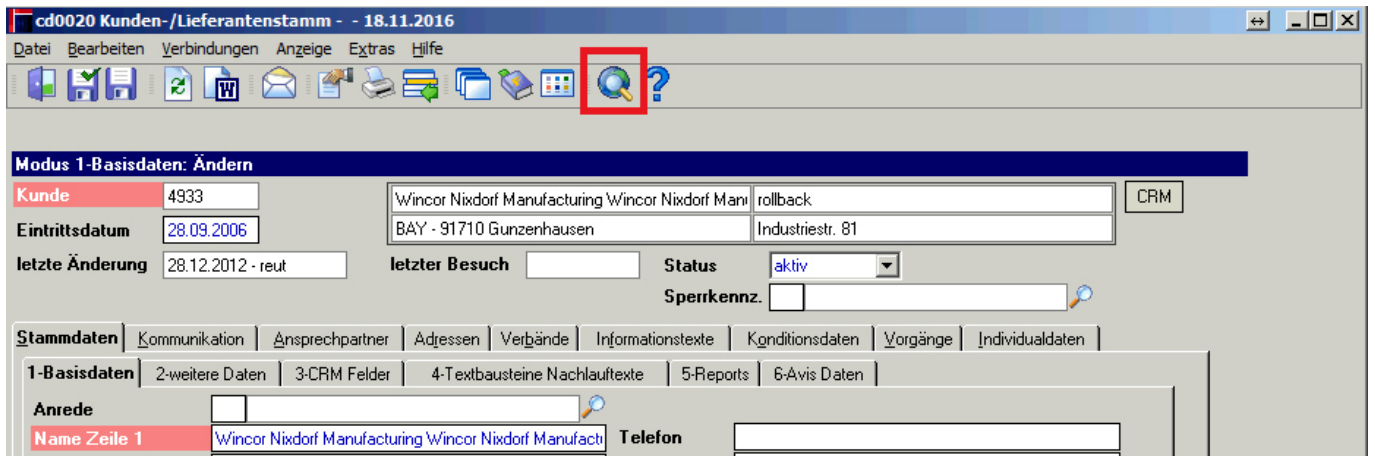 cd0020 Kunden-/Lieferantenstamm - - 18.11.2016
Datei Bearbeiten Verbindungen Anzeige Extras Hilfe
Modus 1-Basisdaten: Ändern
Kunde 4933 Wincor Nixdorf Manufacturing Wincor Nixdorf Manu rollback CRM
Eintrittsdatum 28.09.2006 BAY - 91710 Gunzenhausen Industriestr. 81
letzte Änderung 28.12.2012 - reut letzter Besuch Status aktiv
Sperrkennz.
Stammdaten Kommunikation Ansprechpartner Adressen Verbände Informationstexte Konditionsdaten Vorgänge Individualdaten
1-Basisdaten 2-weitere Daten 3-CRM Felder 4-Textbausteine Nachlauftexte 5-Reports 6-Avis Daten
Anrede
Name Zeile 1 Wincor Nixdorf Manufacturing Wincor Nixdorf Manufactu Telefon